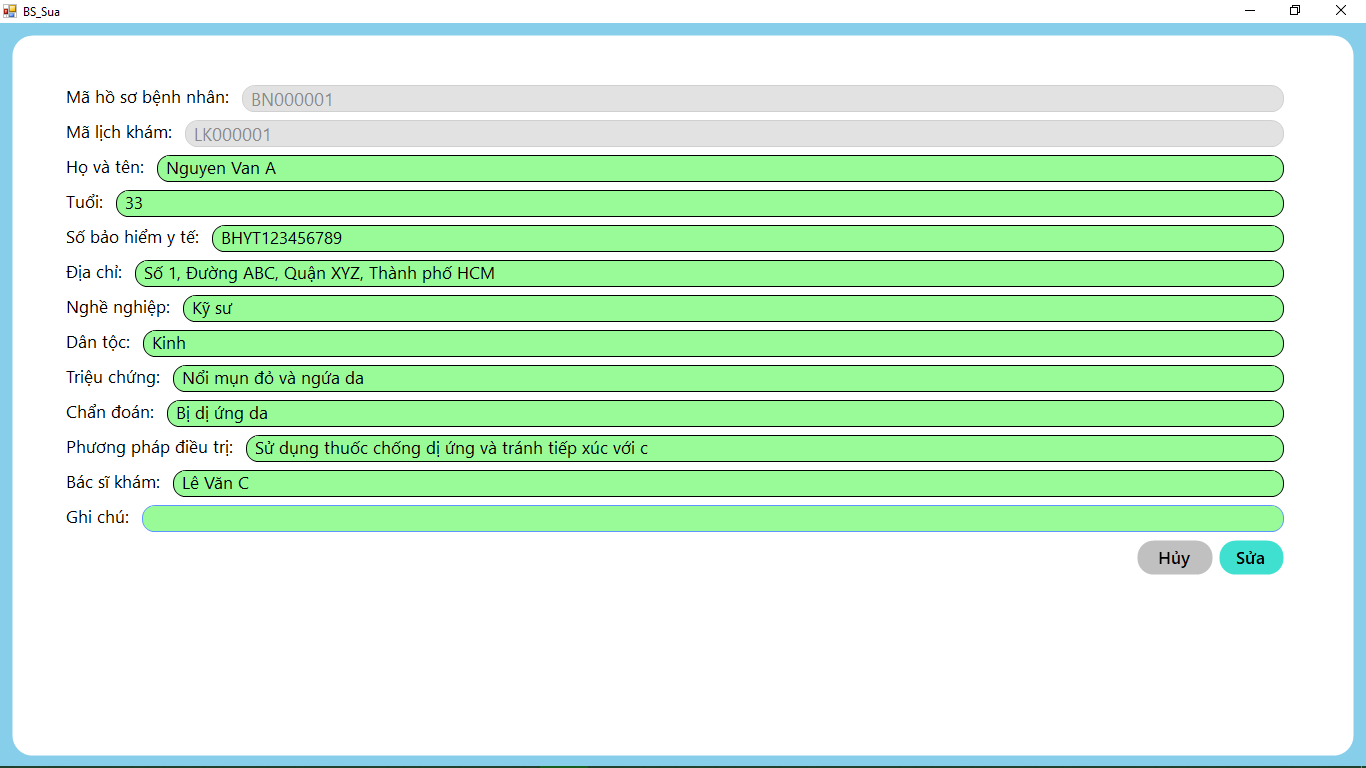 BS_Sua
Mã hồ sơ bệnh nhân: BN000001
Mã lịch khám: LK000001
Họ và tên: Nguyen Van A
Tuổi: 33
Số bảo hiểm y tế: BHYT123456789
Địa chỉ: Số 1, Đường ABC, Quận XYZ, Thành phố HCM
Nghề nghiệp: Kỹ sư
Dân tộc: Kinh
Triệu chứng: Nổi mụn đỏ và ngứa da
Chẩn đoán: Bị dị ứng da
Phương pháp điều trị: Sử dụng thuốc chống dị ứng và tránh tiếp xúc với c
Bác sĩ khám: Lê Văn C
Ghi chú:
Hủy Sửa